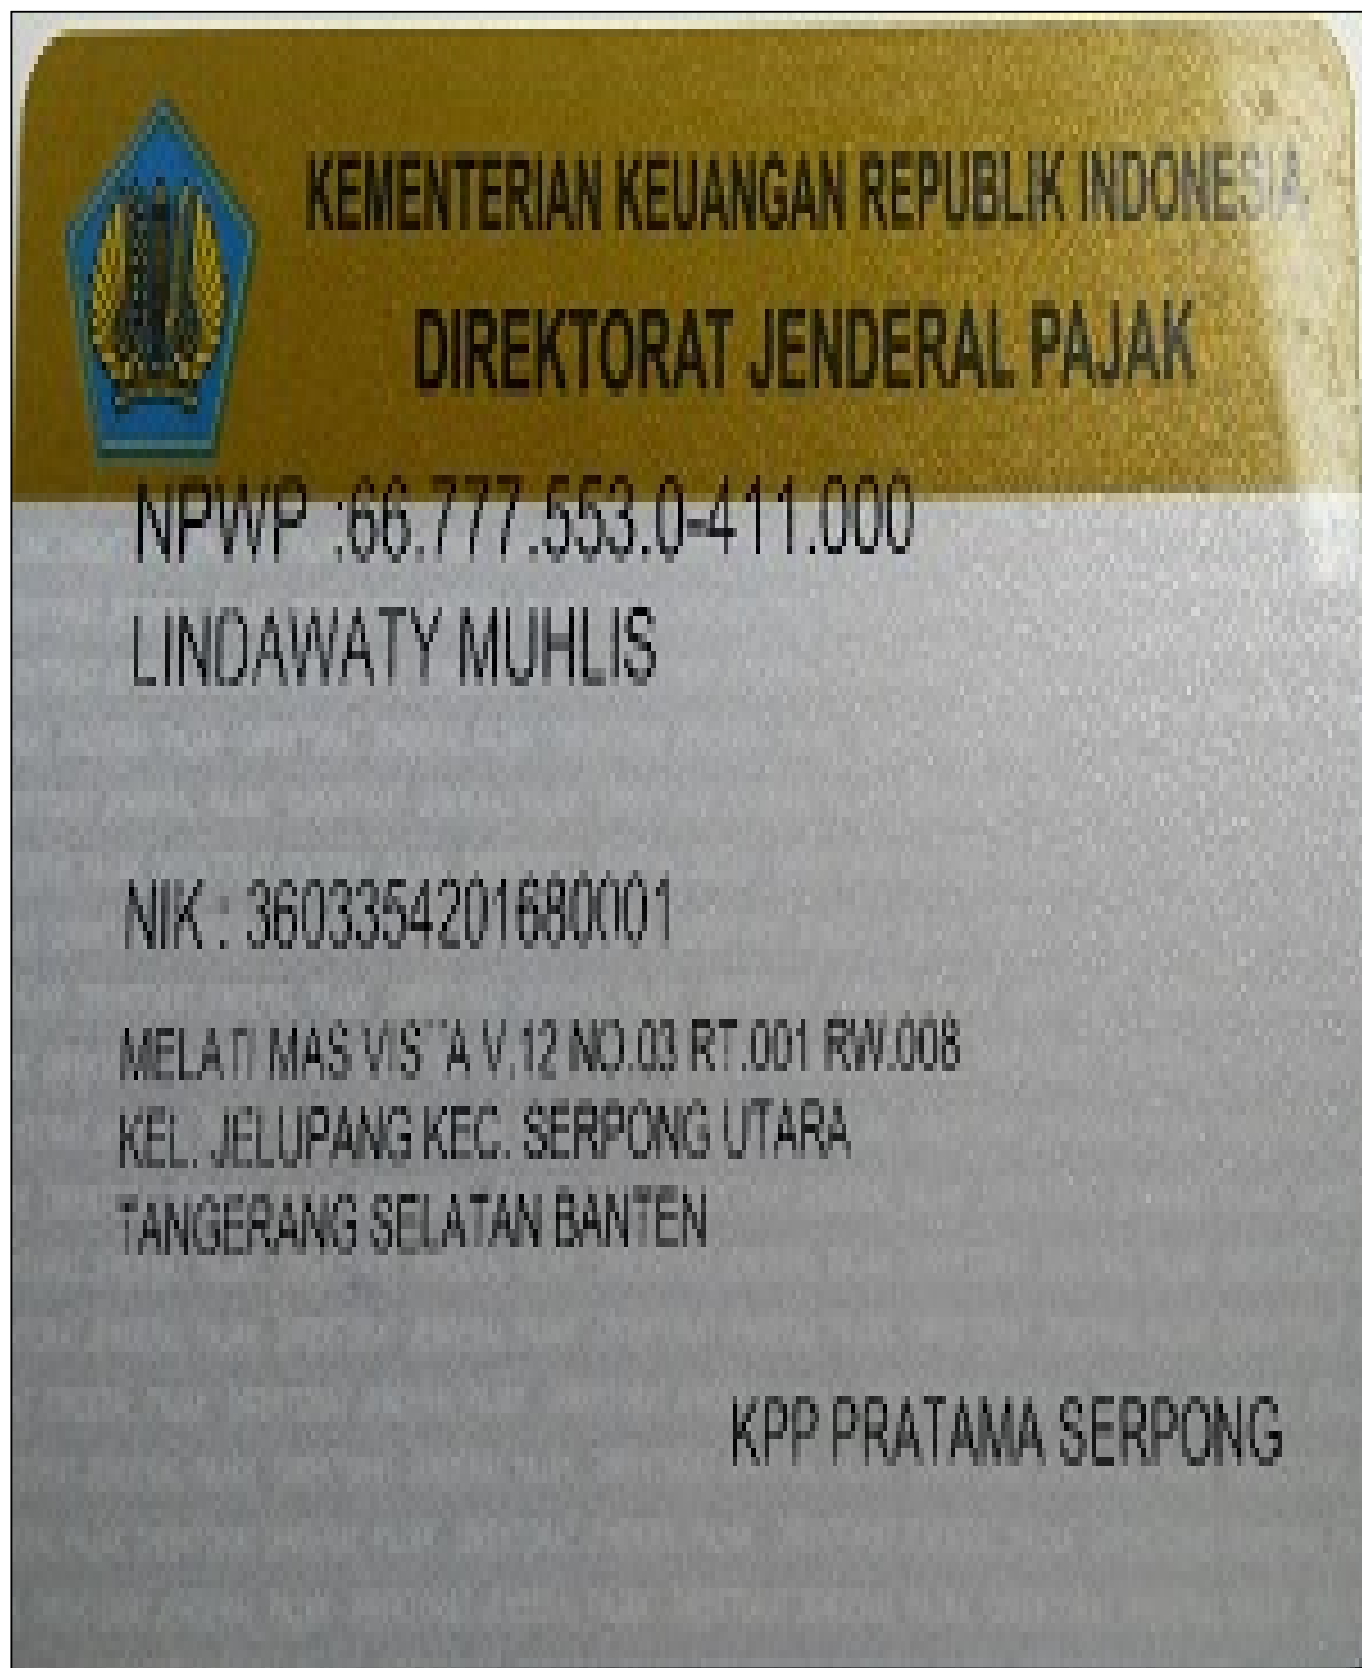 KEMENTERIAN KEUANGAN REPUBLIK INDONESIA
DIREKTORAT JENDERAL PAJAK
NPWP :66.777.553.0-411.000
LINDAWATY MUHLIS
NIK : 3603354201680001
MELATI MAS VISTA V.12 NO.03 RT.001 RW.008
KEL. JELUPANG KEC. SERPONG UTARA
TANGERANG SELATAN BANTEN
KPP PRATAMA SERPONG